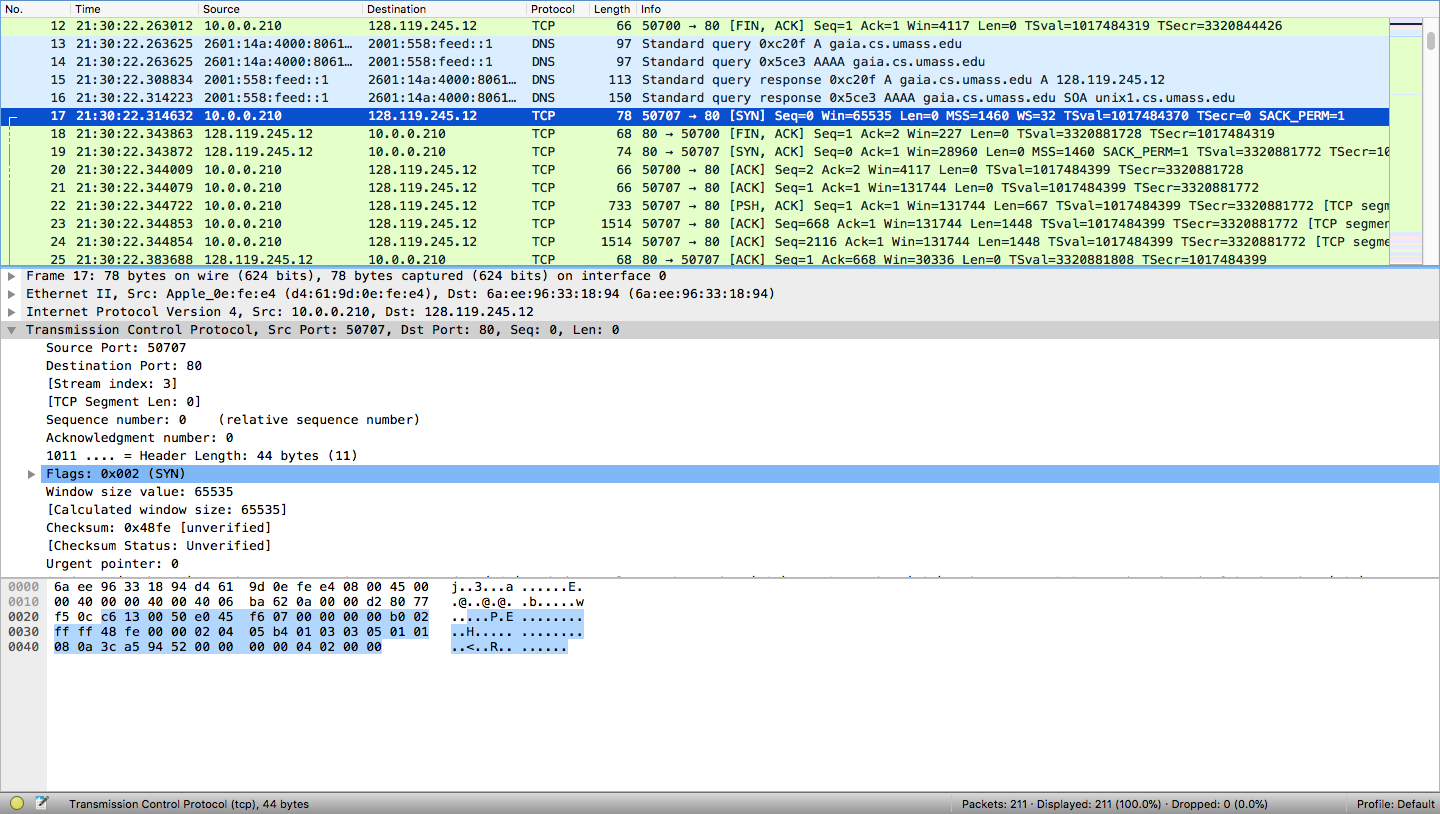 No. Time Source Destination Protocol Length Info
12 21:30:22.263012 10.0.0.210 128.119.245.12 TCP 66 50700 → 80 [FIN, ACK] Seq=1 Ack=1 Win=4117 Len=0 TSval=1017484319 TSecr=3320844426
13 21:30:22.263625 2601:14a:4000:8061… 2001:558:feed::1 DNS 97 Standard query 0xc20f A gaia.cs.umass.edu
14 21:30:22.263625 2601:14a:4000:8061… 2001:558:feed::1 DNS 97 Standard query 0x5ce3 AAAA gaia.cs.umass.edu
15 21:30:22.308834 2001:558:feed::1 2601:14a:4000:8061… DNS 113 Standard query response 0xc20f A gaia.cs.umass.edu A 128.119.245.12
16 21:30:22.314223 2001:558:feed::1 2601:14a:4000:8061… DNS 150 Standard query response 0x5ce3 AAAA gaia.cs.umass.edu SOA unix1.cs.umass.edu
17 21:30:22.314632 10.0.0.210 128.119.245.12 TCP 78 50707 → 80 [SYN] Seq=0 Win=65535 Len=0 MSS=1460 WS=32 TSval=1017484370 TSecr=0 SACK_PERM=1
18 21:30:22.343863 128.119.245.12 10.0.0.210 TCP 68 80 → 50700 [FIN, ACK] Seq=1 Ack=2 Win=227 Len=0 TSval=3320881728 TSecr=1017484319
19 21:30:22.343872 128.119.245.12 10.0.0.210 TCP 74 80 → 50707 [SYN, ACK] Seq=0 Ack=1 Win=28960 Len=0 MSS=1460 SACK_PERM=1 TSval=3320881772 TSecr=10
20 21:30:22.344009 10.0.0.210 128.119.245.12 TCP 66 50700 → 80 [ACK] Seq=2 Ack=2 Win=4117 Len=0 TSval=1017484399 TSecr=3320881728
21 21:30:22.344079 10.0.0.210 128.119.245.12 TCP 66 50707 → 80 [ACK] Seq=1 Ack=1 Win=131744 Len=0 TSval=1017484399 TSecr=3320881772
22 21:30:22.344722 10.0.0.210 128.119.245.12 TCP 733 50707 → 80 [PSH, ACK] Seq=1 Ack=1 Win=131744 Len=667 TSval=1017484399 TSecr=3320881772 [TCP segm
23 21:30:22.344853 10.0.0.210 128.119.245.12 TCP 1514 50707 → 80 [ACK] Seq=668 Ack=1 Win=131744 Len=1448 TSval=1017484399 TSecr=3320881772 [TCP segmen
24 21:30:22.344854 10.0.0.210 128.119.245.12 TCP 1514 50707 → 80 [ACK] Seq=2116 Ack=1 Win=131744 Len=1448 TSval=1017484399 TSecr=3320881772 [TCP segme
25 21:30:22.383688 128.119.245.12 10.0.0.210 TCP 68 80 → 50707 [ACK] Seq=1 Ack=668 Win=30336 Len=0 TSval=3320881808 TSecr=1017484399
Frame 17: 78 bytes on wire (624 bits), 78 bytes captured (624 bits) on interface 0
Ethernet II, Src: Apple_0e:fe:e4 (d4:61:9d:0e:fe:e4), Dst: 6a:ee:96:33:18:94 (6a:ee:96:33:18:94)
Internet Protocol Version 4, Src: 10.0.0.210, Dst: 128.119.245.12
Transmission Control Protocol, Src Port: 50707, Dst Port: 80, Seq: 0, Len: 0
Source Port: 50707
Destination Port: 80
[Stream index: 3]
[TCP Segment Len: 0]
Sequence number: 0 (relative sequence number)
Acknowledgment number: 0
1011 .... = Header Length: 44 bytes (11)
Flags: 0x002 (SYN)
Window size value: 65535
[Calculated window size: 65535]
Checksum: 0x48fe [unverified]
[Checksum Status: Unverified]
Urgent pointer: 0
0000 6a ee 96 33 18 94 d4 61 9d 0e fe e4 08 00 45 00 j..3...a ......E.
0010 00 40 00 00 40 00 40 06 ba 62 0a 00 00 d2 80 77 .@..@.@. .b.....w
0020 f5 0c c6 13 00 50 e0 45 f6 07 00 00 00 00 b0 02 .....P.E ........
0030 ff ff 48 fe 00 00 02 04 05 b4 01 03 03 05 01 01 ..H..... ........
0040 08 0a 3c a5 94 52 00 00 00 00 04 02 00 00 ..<..R.. ......
Transmission Control Protocol (tcp), 44 bytes Packets: 211 · Displayed: 211 (100.0%) · Dropped: 0 (0.0%) Profile: Default